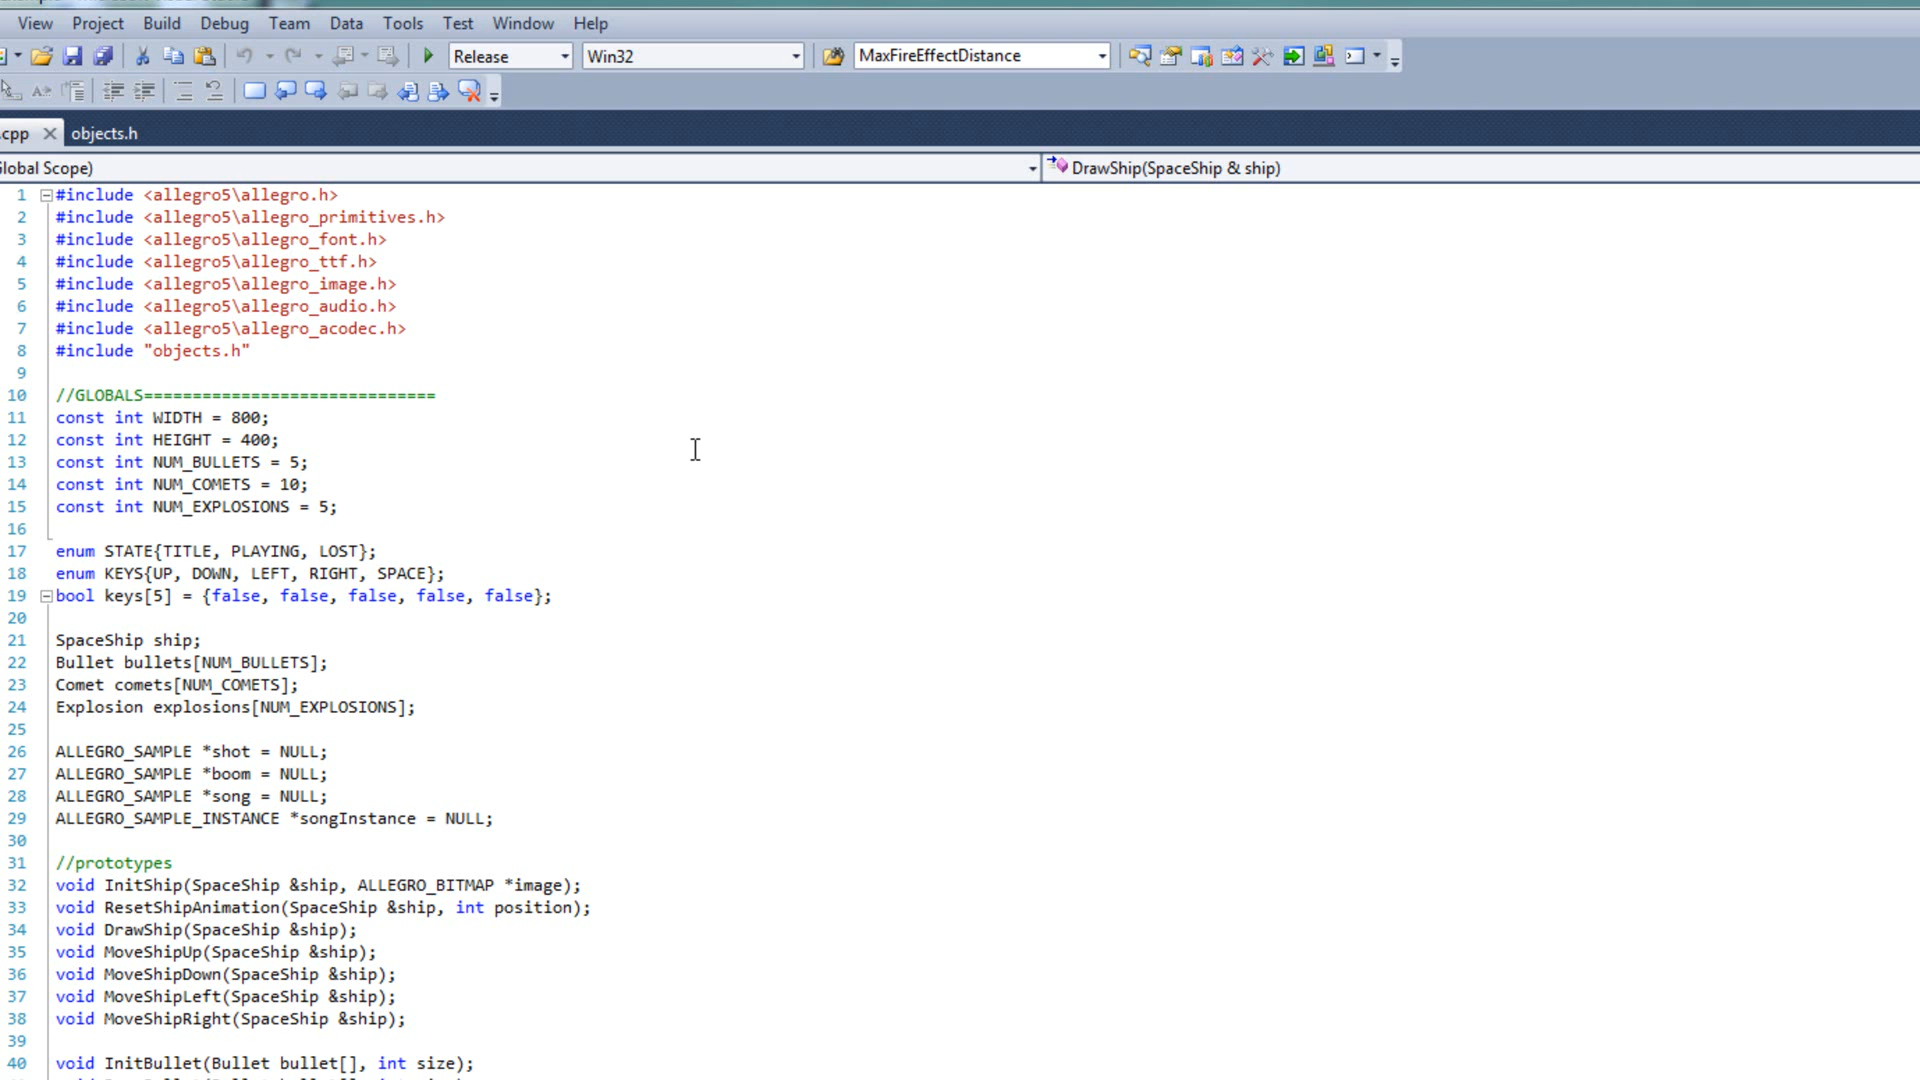 View Project Build Debug Team Data Tools Test Window Help
Release Win32 MaxFireEffectDistance
.cpp objects.h
Global Scope) DrawShip(SpaceShip & ship)
1 #include <allegro5\allegro.h>
2 #include <allegro5\allegro_primitives.h>
3 #include <allegro5\allegro_font.h>
4 #include <allegro5\allegro_ttf.h>
5 #include <allegro5\allegro_image.h>
6 #include <allegro5\allegro_audio.h>
7 #include <allegro5\allegro_acodec.h>
8 #include "objects.h"
9
10 //GLOBALS==============================
11 const int WIDTH = 800;
12 const int HEIGHT = 400;
13 const int NUM_BULLETS = 5;
14 const int NUM_COMETS = 10;
15 const int NUM_EXPLOSIONS = 5;
16
17 enum STATE{TITLE, PLAYING, LOST};
18 enum KEYS{UP, DOWN, LEFT, RIGHT, SPACE};
19 bool keys[5] = {false, false, false, false, false};
20
21 SpaceShip ship;
22 Bullet bullets[NUM_BULLETS];
23 Comet comets[NUM_COMETS];
24 Explosion explosions[NUM_EXPLOSIONS];
25
26 ALLEGRO_SAMPLE *shot = NULL;
27 ALLEGRO_SAMPLE *boom = NULL;
28 ALLEGRO_SAMPLE *song = NULL;
29 ALLEGRO_SAMPLE_INSTANCE *songInstance = NULL;
30
31 //prototypes
32 void InitShip(SpaceShip &ship, ALLEGRO_BITMAP *image);
33 void ResetShipAnimation(SpaceShip &ship, int position);
34 void DrawShip(SpaceShip &ship);
35 void MoveShipUp(SpaceShip &ship);
36 void MoveShipDown(SpaceShip &ship);
37 void MoveShipLeft(SpaceShip &ship);
38 void MoveShipRight(SpaceShip &ship);
39
40 void InitBullet(Bullet bullet[], int size);